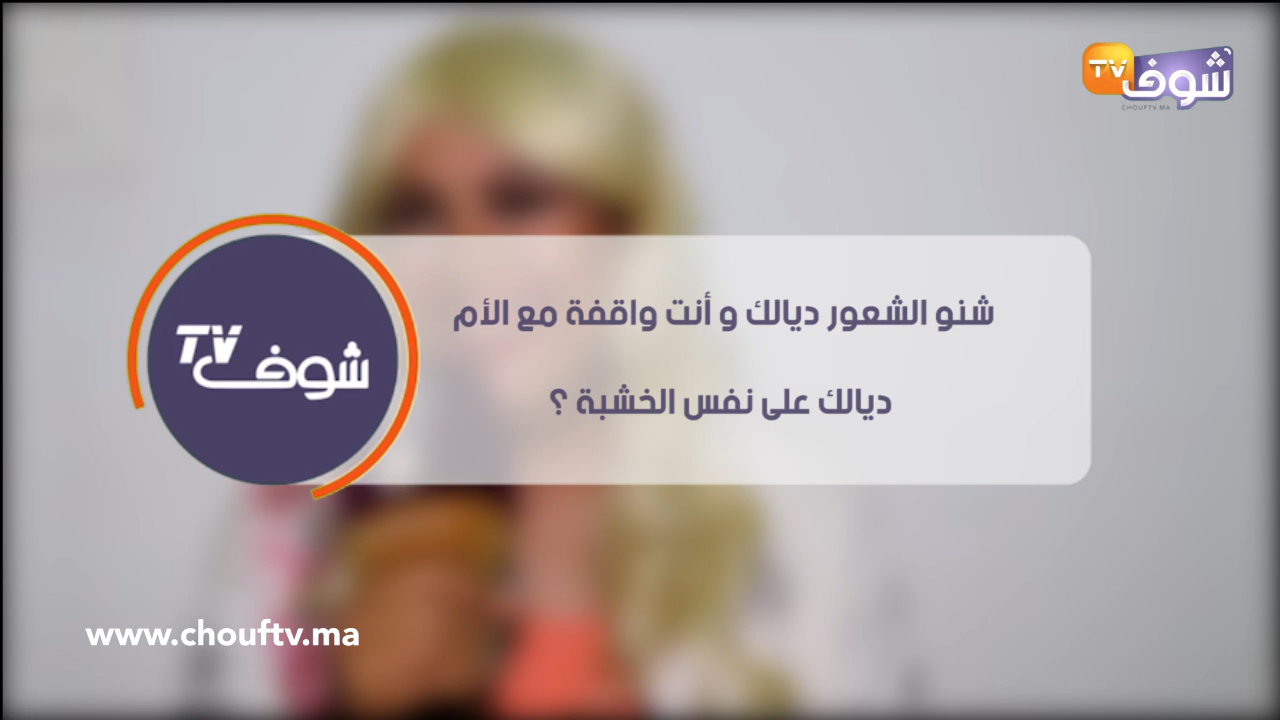 TV شوف
CHOUFTV.MA
شنو الشعور ديالك و أنت واقفة مع الأم
ديالك على نفس الخشبة ؟
TV شوف
www.chouftv.ma